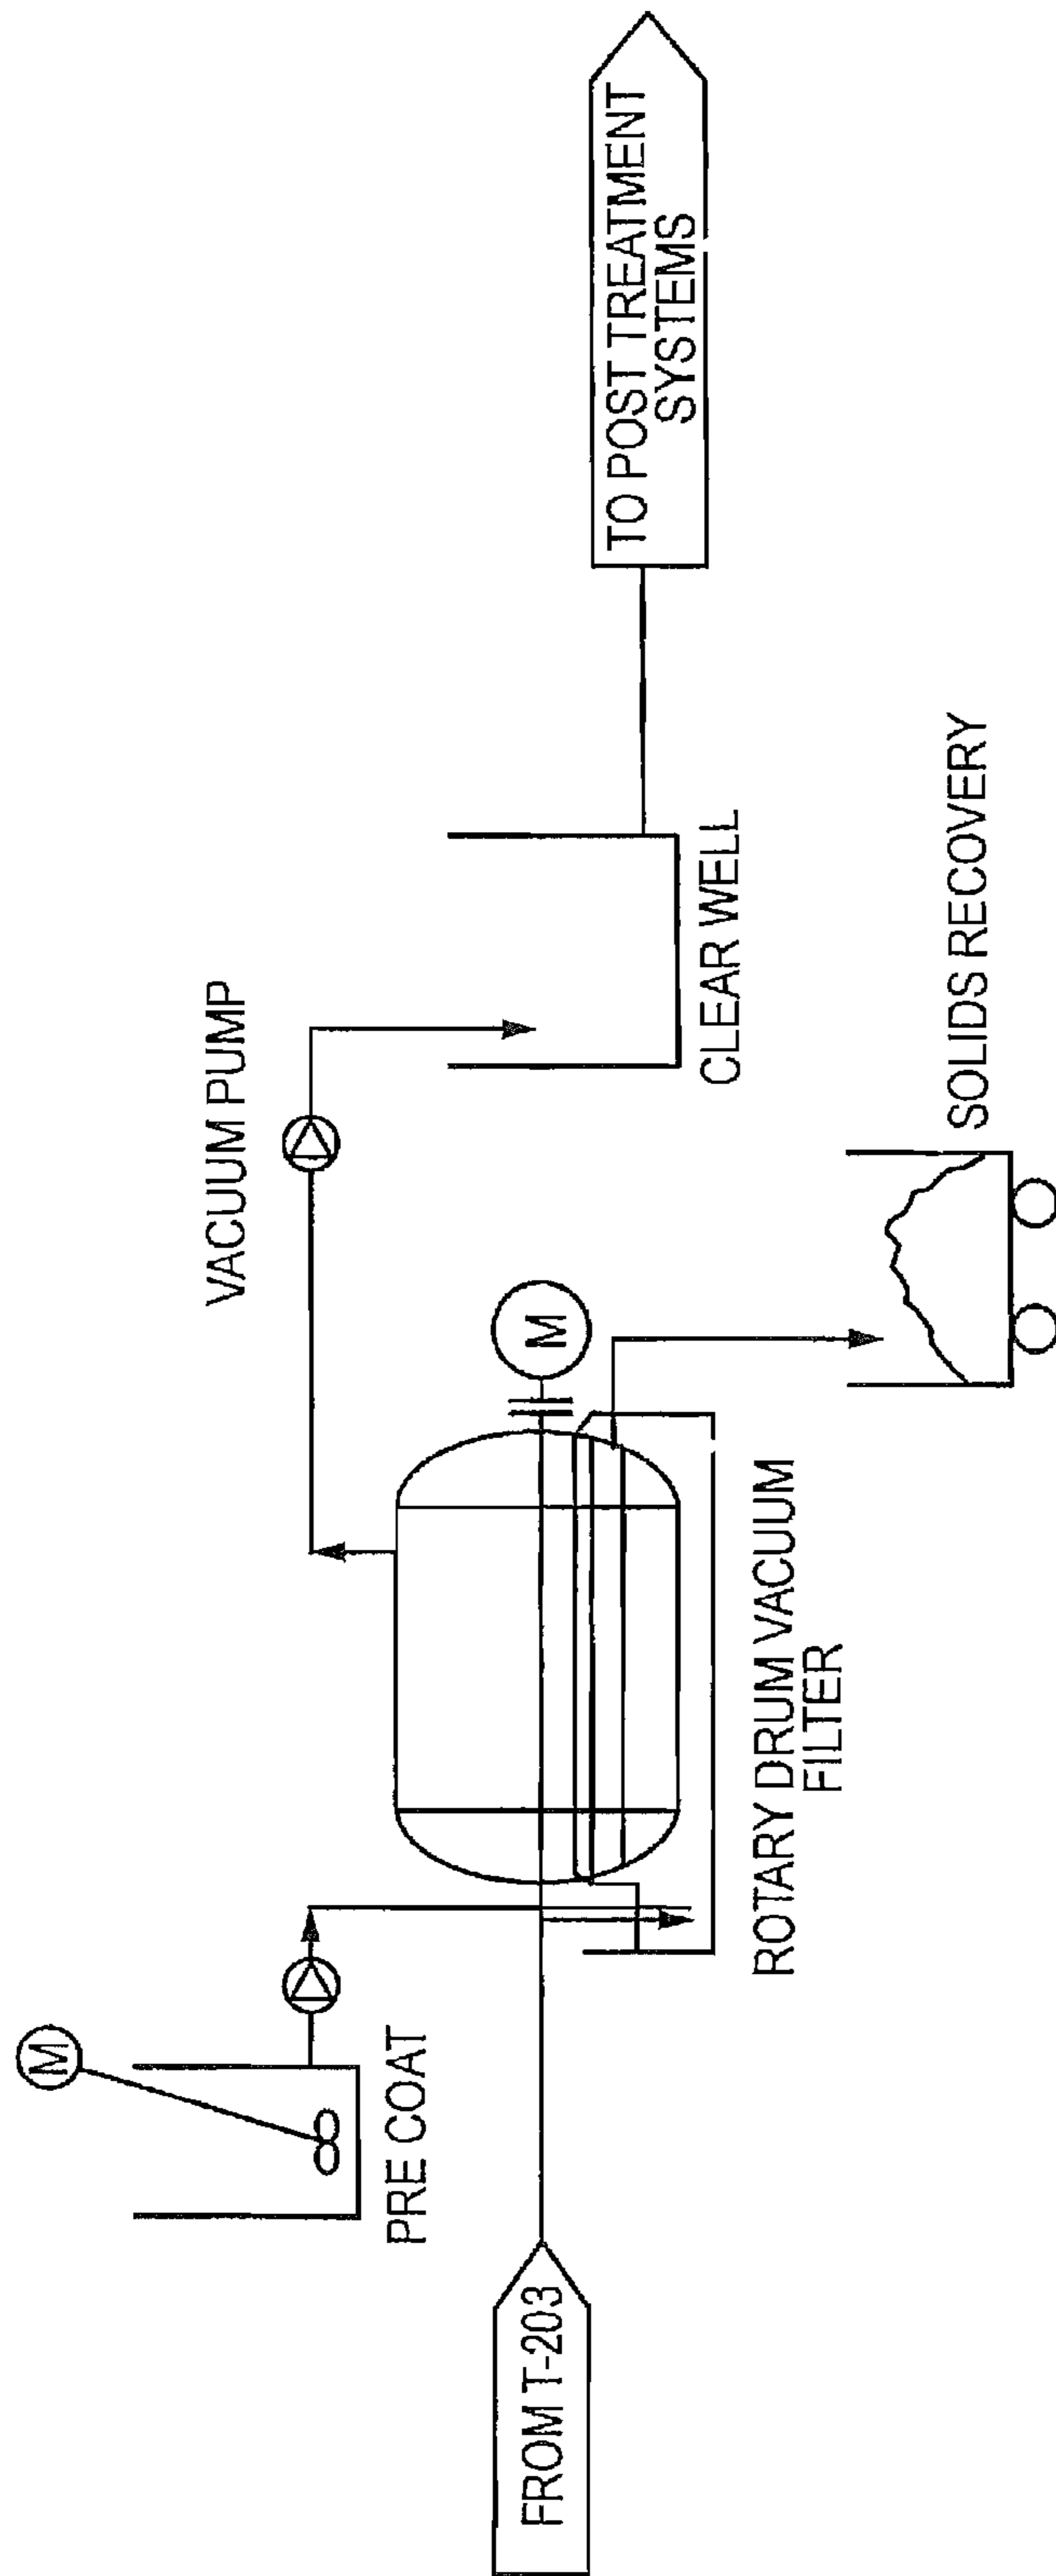 M
PRE COAT
FROM T-203
VACUUM PUMP
M
ROTARY DRUM VACUUM
FILTER
CLEAR WELL
SOLIDS RECOVERY
TO POST TREATMENT
SYSTEMS